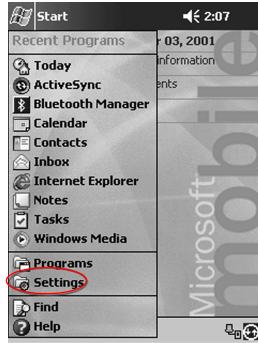 Start 2:07
Recent Programs r 03, 2001
Today information
ActiveSync ents
Bluetooth Manager
Calendar
Contacts
Inbox
Internet Explorer
Notes
Tasks
Windows Media
Programs
Settings
Find
Help
Microsoft
mobile